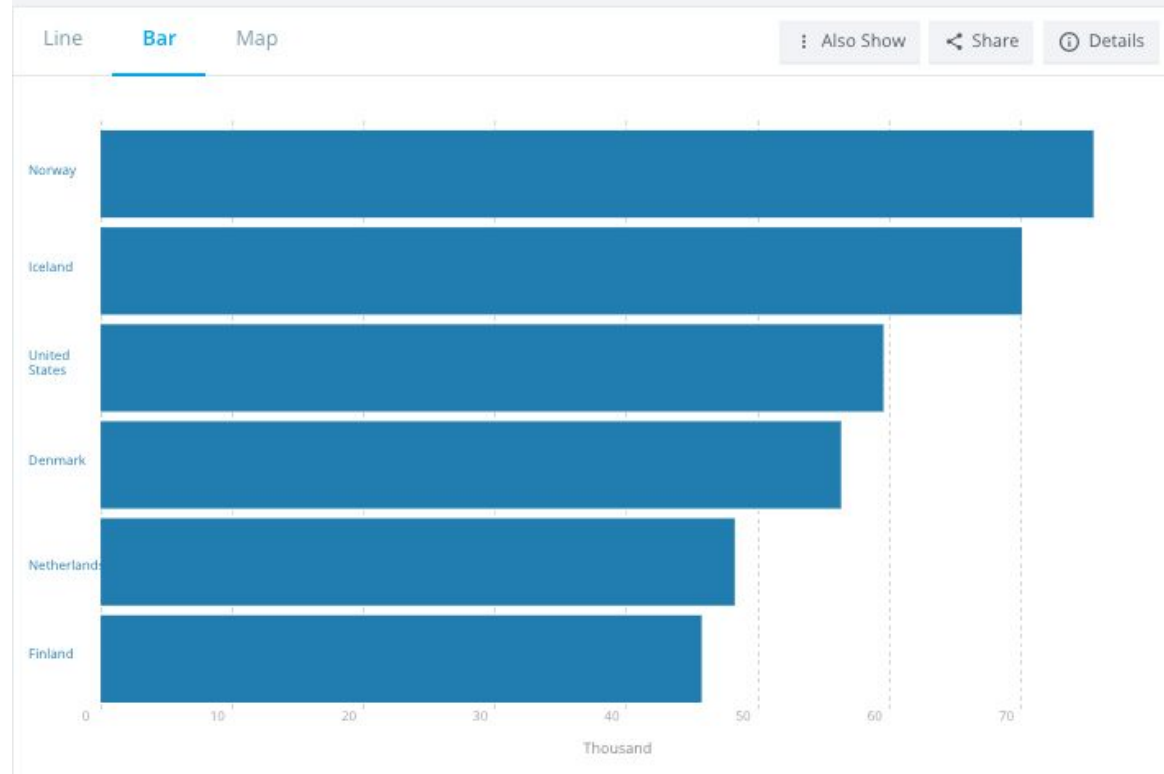 Line Bar Map Also Show Share Details
Norway
Iceland
United
States
Denmark
Netherlands
Finland
0 10 20 30 40 50 60 70
Thousand